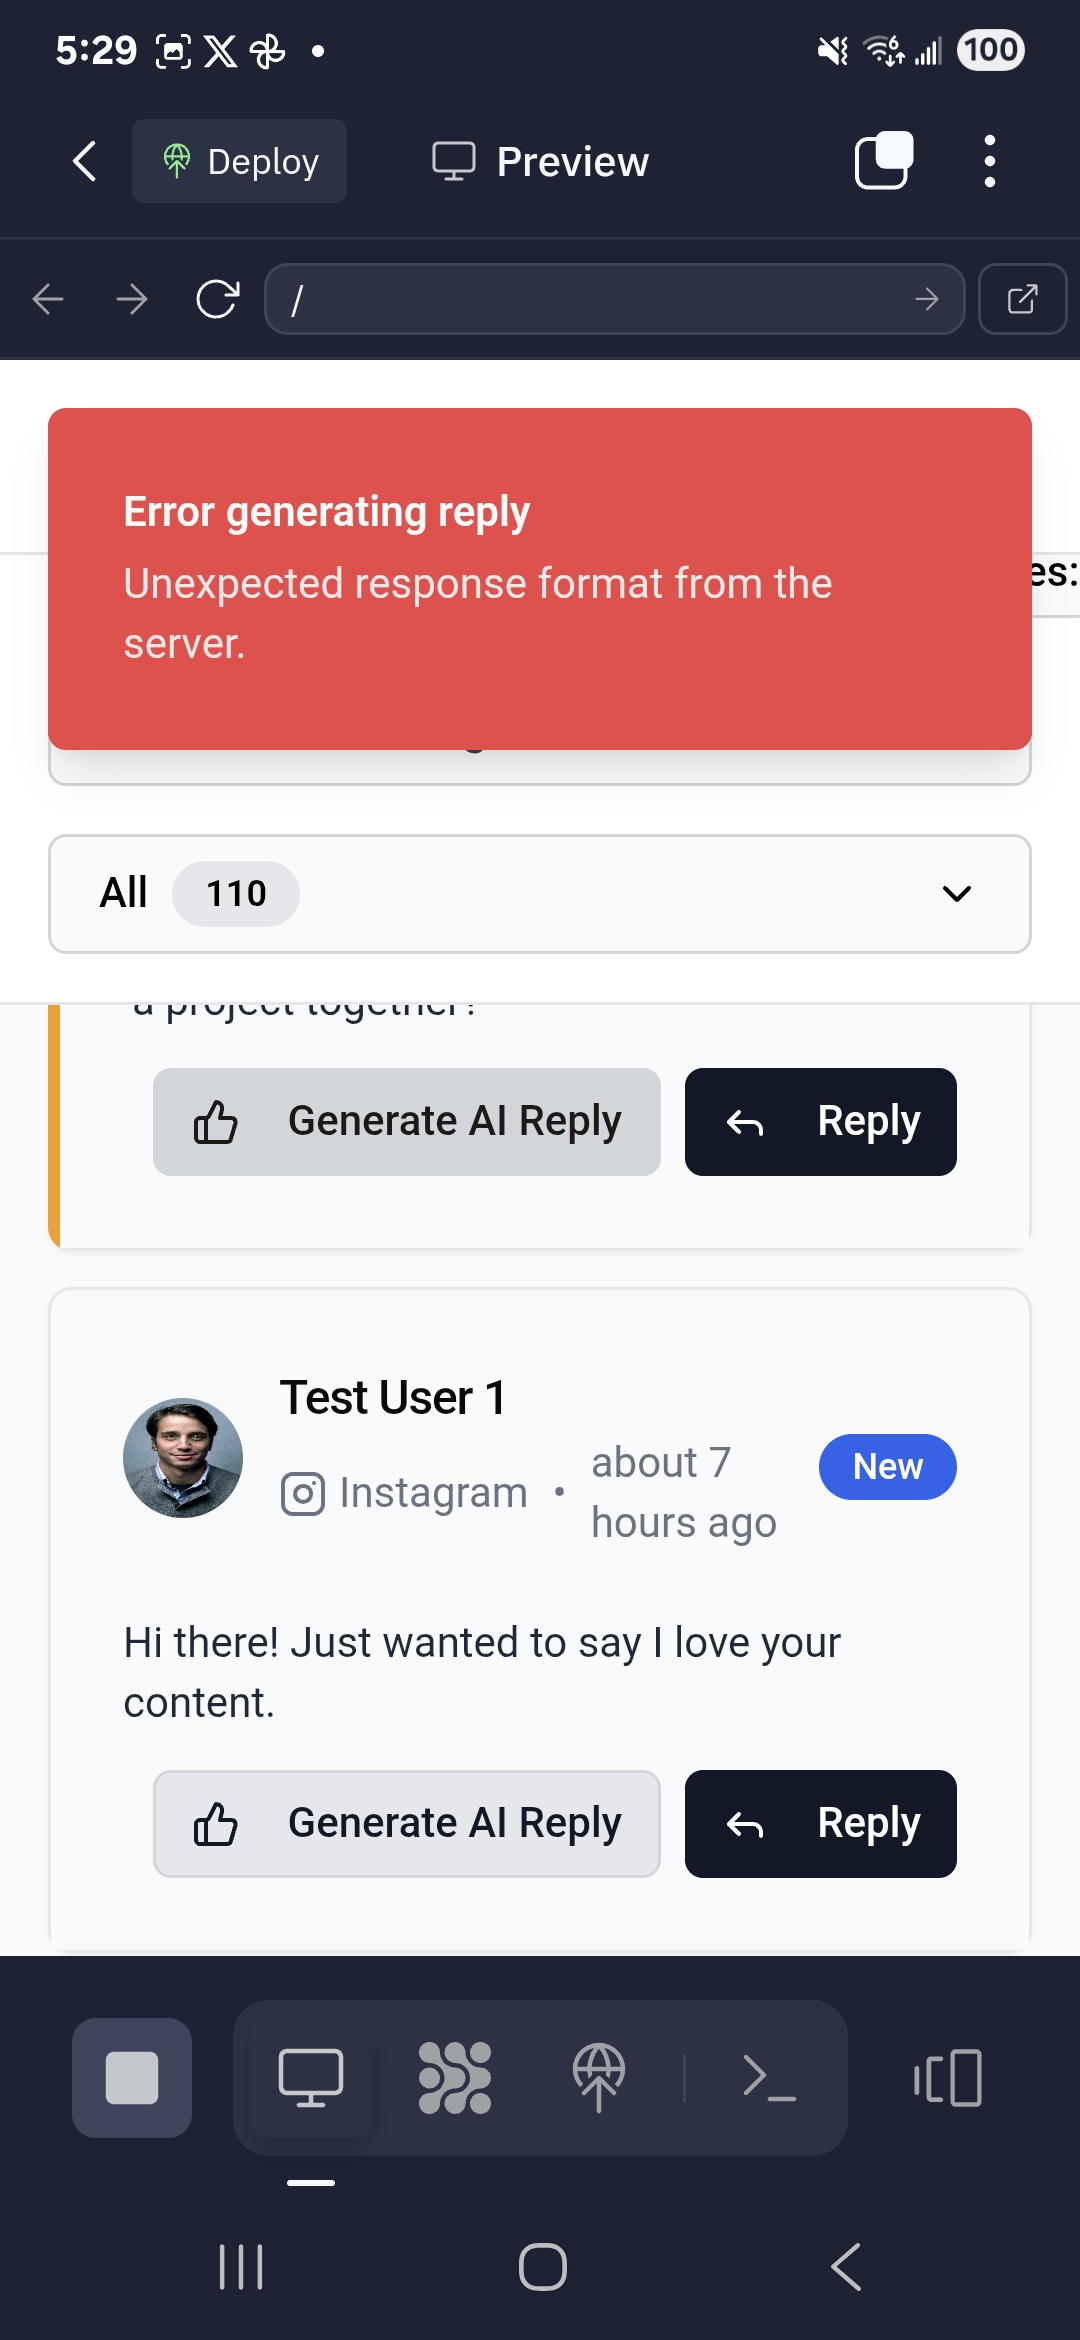 5:29
100
Deploy
Preview
/
Error generating reply
Unexpected response format from the
server.
es:
All 110
a project together?
Generate AI Reply
Reply
Test User 1
Instagram • about 7
hours ago
New
Hi there! Just wanted to say I love your
content.
Generate AI Reply
Reply